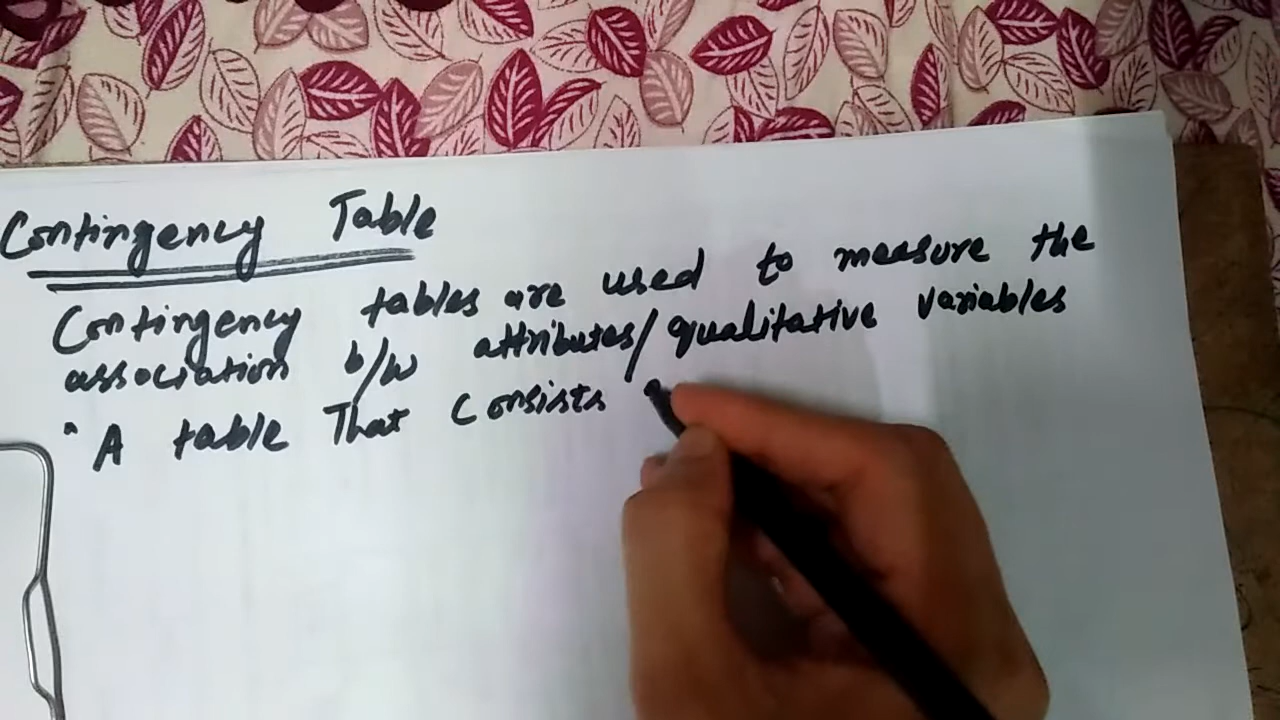 Contingency Table
Contingency tables are used to measure the
association b/w attributes/qualitative variables
" A table That Consists